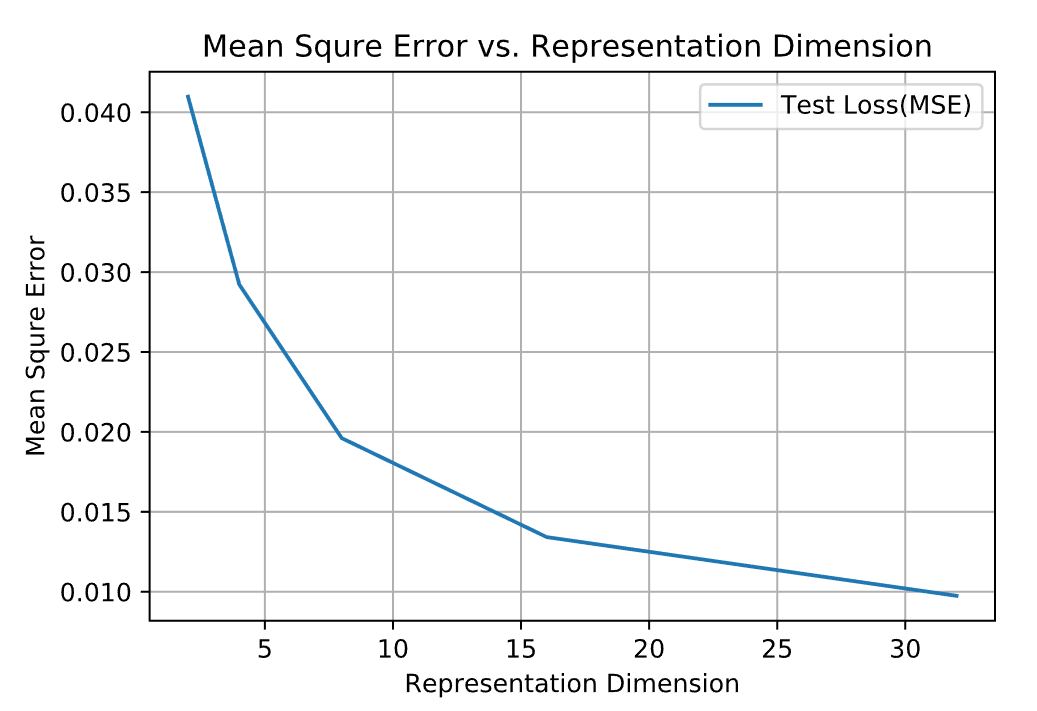 Mean Squre Error vs. Representation Dimension
Test Loss(MSE)
Mean Squre Error
0.040
0.035
0.030
0.025
0.020
0.015
0.010
5 10 15 20 25 30
Representation Dimension